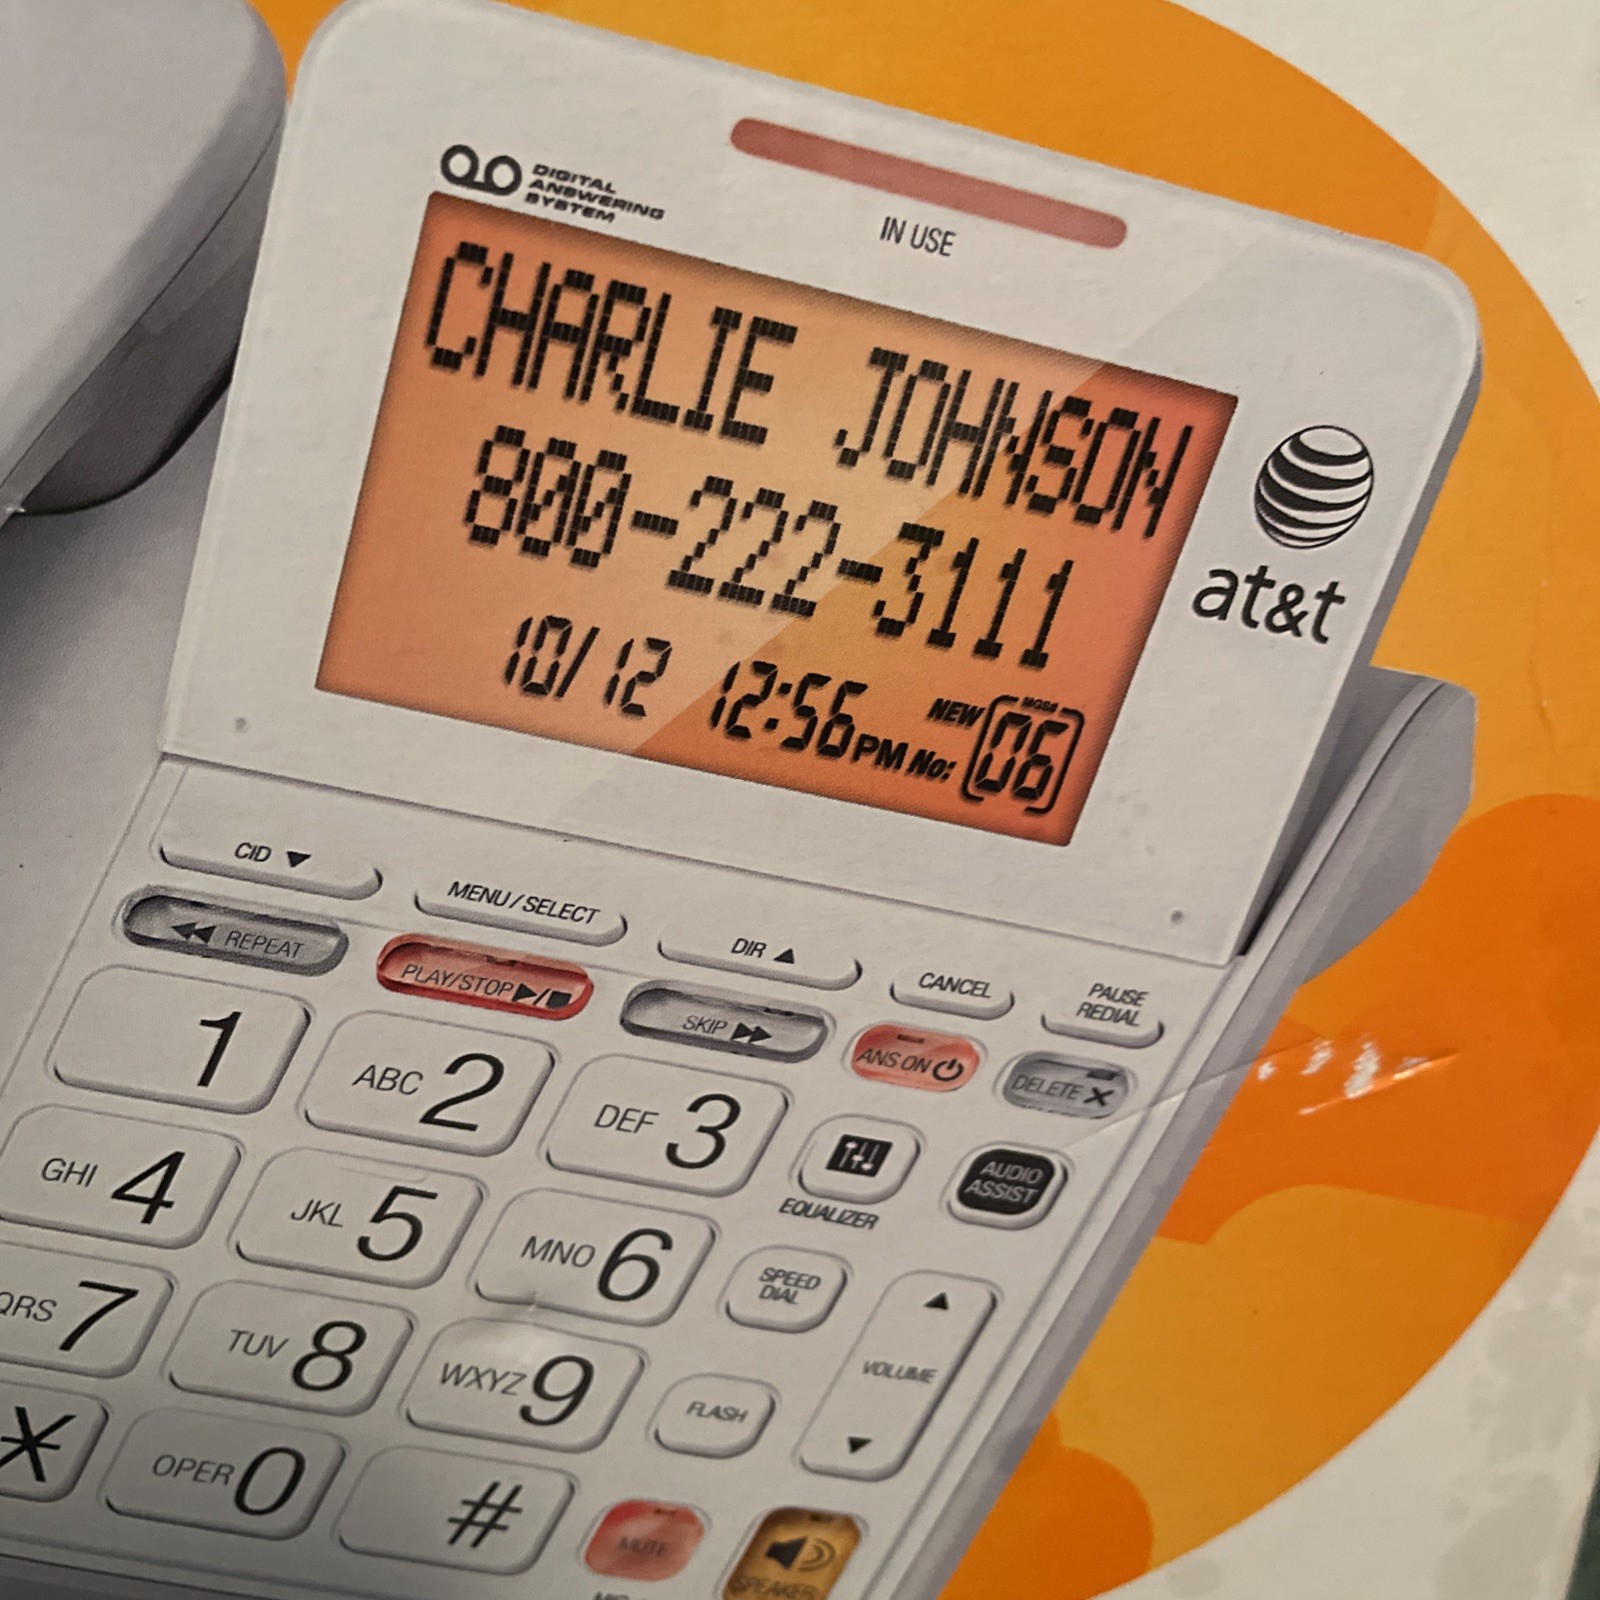 DIGITAL
ANSWERING
SYSTEM
IN USE
CHARLIE JOHNSON
800-222-3111
10/12 12:56PM NEW No: MGS# 06
at&t
CID ▼
MENU/SELECT
DIR ▲
CANCEL
PAUSE
REDIAL
◀◀ REPEAT
PLAY/STOP ▶/■
SKIP ▶▶
ANS ON
DELETE X
1
ABC 2
DEF 3
EQUALIZER
AUDIO
ASSIST
GHI 4
JKL 5
MNO 6
SPEED
DIAL
QRS 7
TUV 8
WXYZ 9
FLASH
▲
VOLUME
▼
*
OPER 0
#
MUTE
SPEAKER